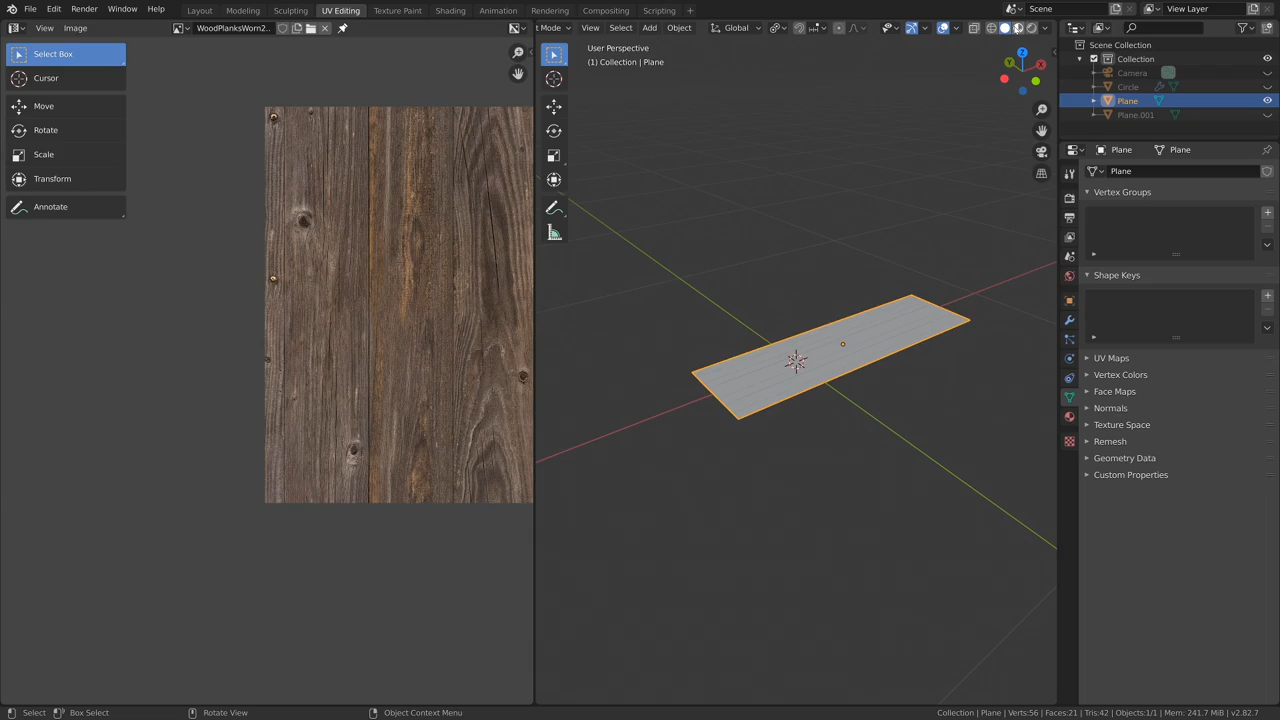 File Edit Render Window Help Layout Modeling Sculpting UV Editing Texture Paint Shading Animation Rendering Compositing Scripting + Scene View Layer
View Image WoodPlanksWorn2.. Mode View Select Add Object Global
Select Box
Cursor
Move
Rotate
Scale
Transform
Annotate
User Perspective
(1) Collection | Plane
Z
Y
X
Scene Collection
Collection
Camera
Circle
Plane
Plane.001
Plane Plane
Plane
Vertex Groups
Shape Keys
UV Maps
Vertex Colors
Face Maps
Normals
Texture Space
Remesh
Geometry Data
Custom Properties
Select Box Select Rotate View Object Context Menu Collection | Plane | Verts:56 | Faces:21 | Tris:42 | Objects:1/1 | Mem: 241.7 MiB | v2.82.7